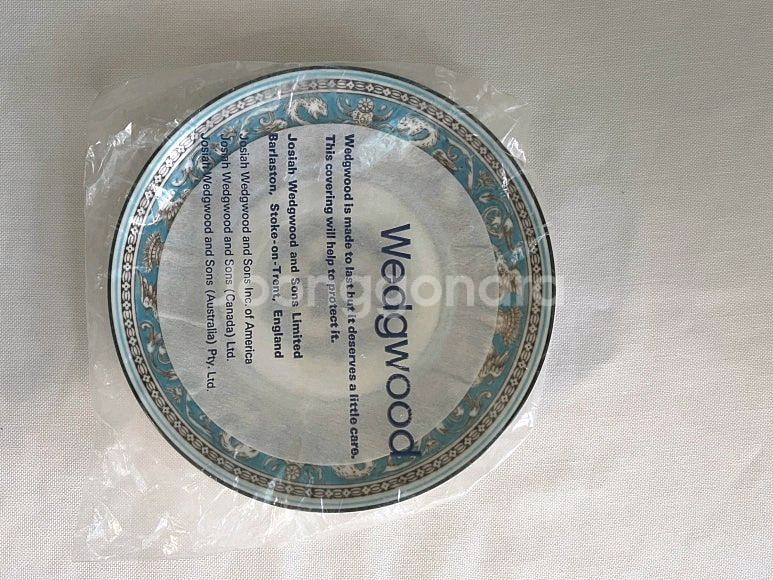 Wedgwood
Wedgwood is made to last but it deserves a little care.
This covering will help to protect it.
Josiah Wedgwood and Sons Limited
Barlaston, Stoke-on-Trent, England
Josiah Wedgwood and Sons Inc. of America
Josiah Wedgwood and Sons (Canada) Ltd.
Josiah Wedgwood and Sons (Australia) Pty. Ltd.